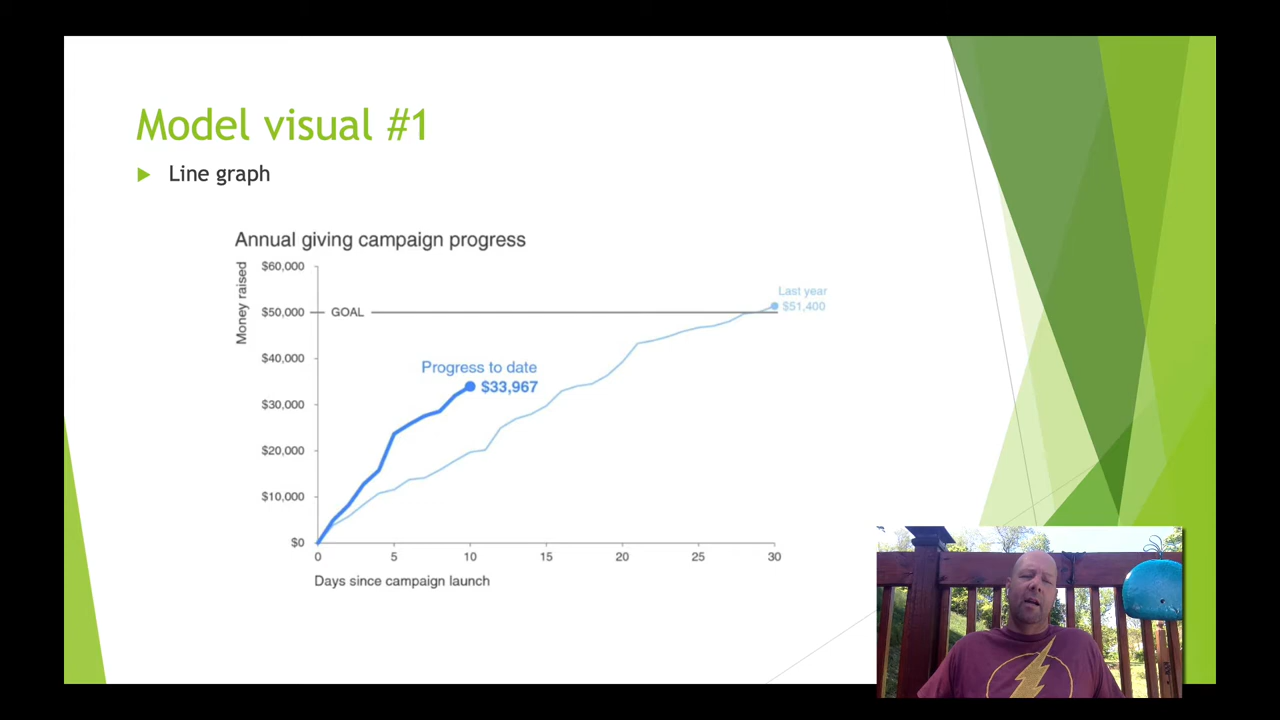 Model visual #1
Line graph
Annual giving campaign progress
Money raised
$60,000
$50,000
GOAL
$40,000
$30,000
$20,000
$10,000
$0
Last year
$51,400
Progress to date
$33,967
0 5 10 15 20 25 30
Days since campaign launch